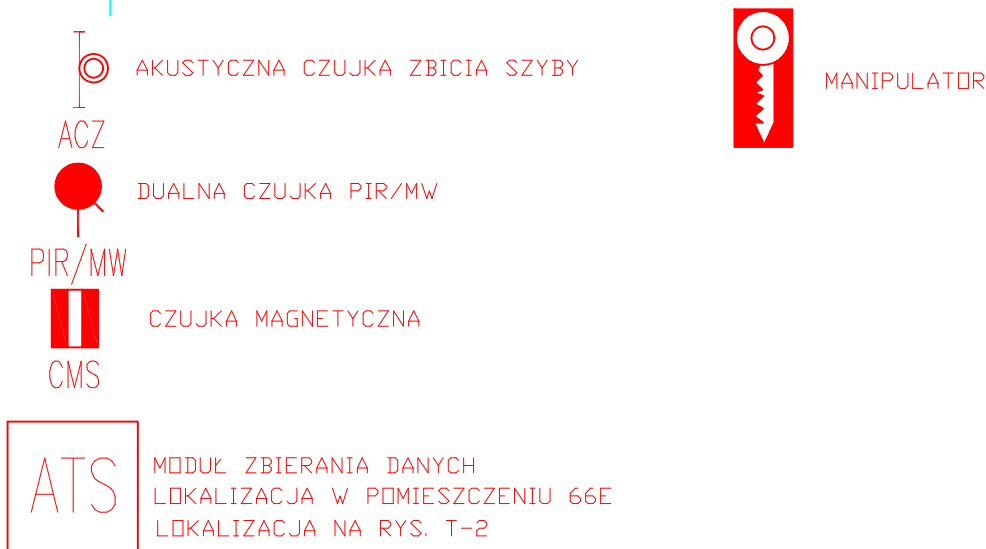 AKUSTYCZNA CZUJKA ZBICIA SZYBY
ACZ
DUALNA CZUJKA PIR/MW
PIR/MW
CZUJKA MAGNETYCZNA
CMS
ATS
MODUŁ ZBIERANIA DANYCH
LOKALIZACJA W POMIESZCZENIU 66E
LOKALIZACJA NA RYS. T-2
MANIPULATOR